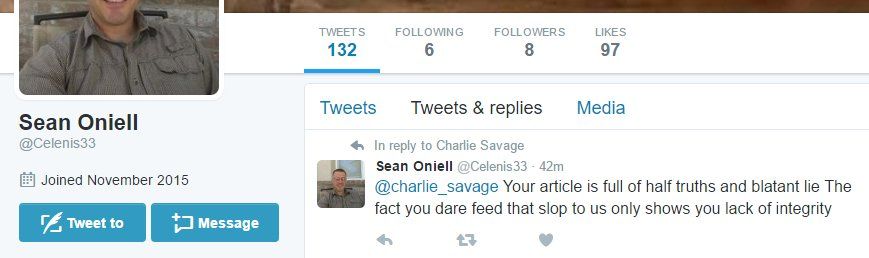 TWEETS FOLLOWING FOLLOWERS LIKES
132 6 8 97
Sean Oniell
@Celenis33
Joined November 2015
Tweet to Message
Tweets Tweets & replies Media
In reply to Charlie Savage
Sean Oniell @Celenis33 · 42m
@charlie_savage Your article is full of half truths and blatant lie The
fact you dare feed that slop to us only shows you lack of integrity